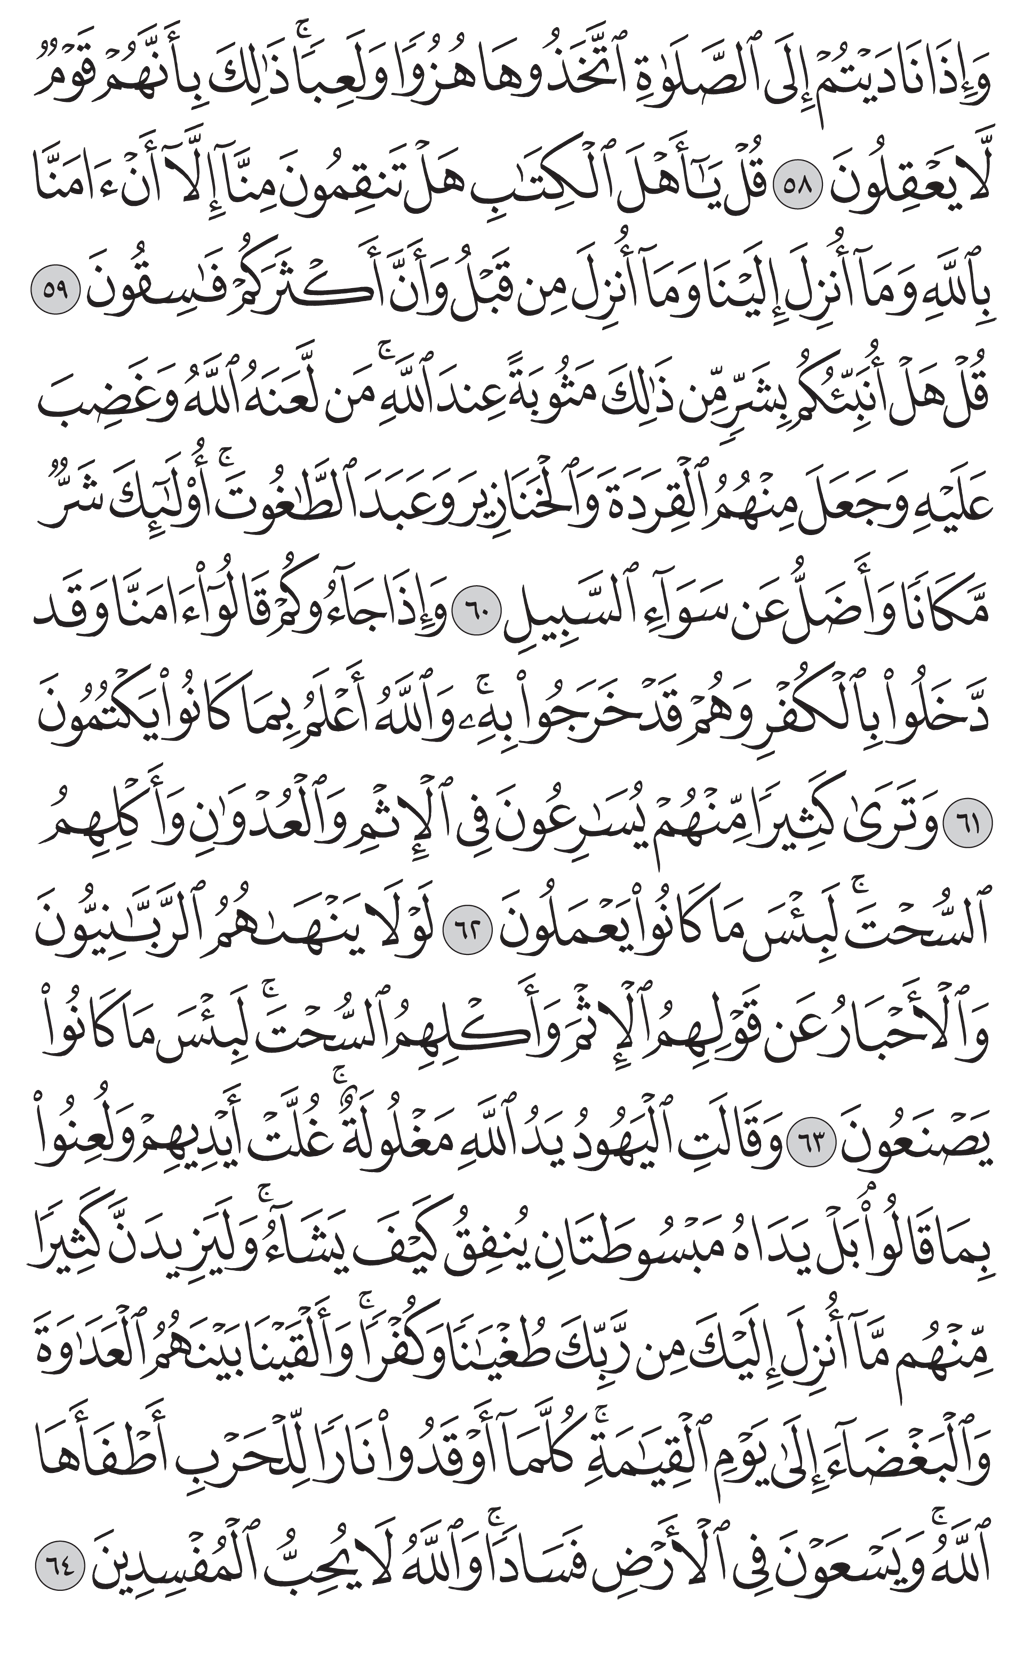 وَإِذَا نَادَيْتُمْ إِلَى ٱلصَّلَوٰةِ ٱتَّخَذُوهَا هُزُوًا وَلَعِبًا ۚ ذَٰلِكَ بِأَنَّهُمْ قَوْمٌ
لَّا يَعْقِلُونَ ٥٨ قُلْ يَـٰٓأَهْلَ ٱلْكِتَـٰبِ هَلْ تَنقِمُونَ مِنَّآ إِلَّآ أَنْ ءَامَنَّا
بِٱللَّهِ وَمَآ أُنزِلَ إِلَيْنَا وَمَآ أُنزِلَ مِن قَبْلُ وَأَنَّ أَكْثَرَكُمْ فَـٰسِقُونَ ٥٩
قُلْ هَلْ أُنَبِّئُكُم بِشَرٍّ مِّن ذَٰلِكَ مَثُوبَةً عِندَ ٱللَّهِ ۚ مَن لَّعَنَهُ ٱللَّهُ وَغَضِبَ
عَلَيْهِ وَجَعَلَ مِنْهُمُ ٱلْقِرَدَةَ وَٱلْخَنَازِيرَ وَعَبَدَ ٱلطَّـٰغُوتَ ۚ أُو۟لَـٰٓئِكَ شَرٌّ
مَّكَانًا وَأَضَلُّ عَن سَوَآءِ ٱلسَّبِيلِ ٦٠ وَإِذَا جَآءُوكُمْ قَالُوٓا۟ ءَامَنَّا وَقَد
دَّخَلُوا۟ بِٱلْكُفْرِ وَهُمْ قَدْ خَرَجُوا۟ بِهِۦ ۚ وَٱللَّهُ أَعْلَمُ بِمَا كَانُوا۟ يَكْتُمُونَ
٦١ وَتَرَىٰ كَثِيرًا مِّنْهُمْ يُسَـٰرِعُونَ فِى ٱلْإِثْمِ وَٱلْعُدْوَٰنِ وَأَكْلِهِمُ
ٱلسُّحْتَ ۚ لَبِئْسَ مَا كَانُوا۟ يَعْمَلُونَ ٦٢ لَوْلَا يَنْهَىٰهُمُ ٱلرَّبَّـٰنِيُّونَ
وَٱلْأَحْبَارُ عَن قَوْلِهِمُ ٱلْإِثْمَ وَأَكْلِهِمُ ٱلسُّحْتَ ۚ لَبِئْسَ مَا كَانُوا۟
يَصْنَعُونَ ٦٣ وَقَالَتِ ٱلْيَهُودُ يَدُ ٱللَّهِ مَغْلُولَةٌ ۚ غُلَّتْ أَيْدِيهِمْ وَلُعِنُوا۟
بِمَا قَالُوا۟ ۘ بَلْ يَدَاهُ مَبْسُوطَتَانِ يُنفِقُ كَيْفَ يَشَآءُ ۚ وَلَيَزِيدَنَّ كَثِيرًا
مِّنْهُم مَّآ أُنزِلَ إِلَيْكَ مِن رَّبِّكَ طُغْيَـٰنًا وَكُفْرًا ۚ وَأَلْقَيْنَا بَيْنَهُمُ ٱلْعَدَٰوَةَ
وَٱلْبَغْضَآءَ إِلَىٰ يَوْمِ ٱلْقِيَـٰمَةِ ۚ كُلَّمَآ أَوْقَدُوا۟ نَارًا لِّلْحَرْبِ أَطْفَأَهَا
ٱللَّهُ ۚ وَيَسْعَوْنَ فِى ٱلْأَرْضِ فَسَادًا ۚ وَٱللَّهُ لَا يُحِبُّ ٱلْمُفْسِدِينَ ٦٤